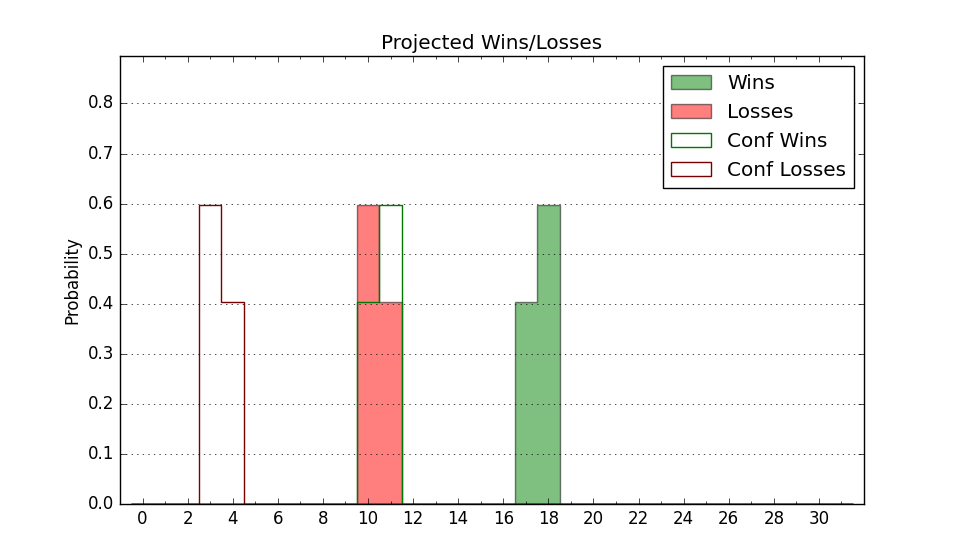 Projected Wins/Losses
Wins
Losses
Conf Wins
Conf Losses
Probability
0.8
0.7
0.6
0.5
0.4
0.3
0.2
0.1
0.0
0 2 4 6 8 10 12 14 16 18 20 22 24 26 28 30